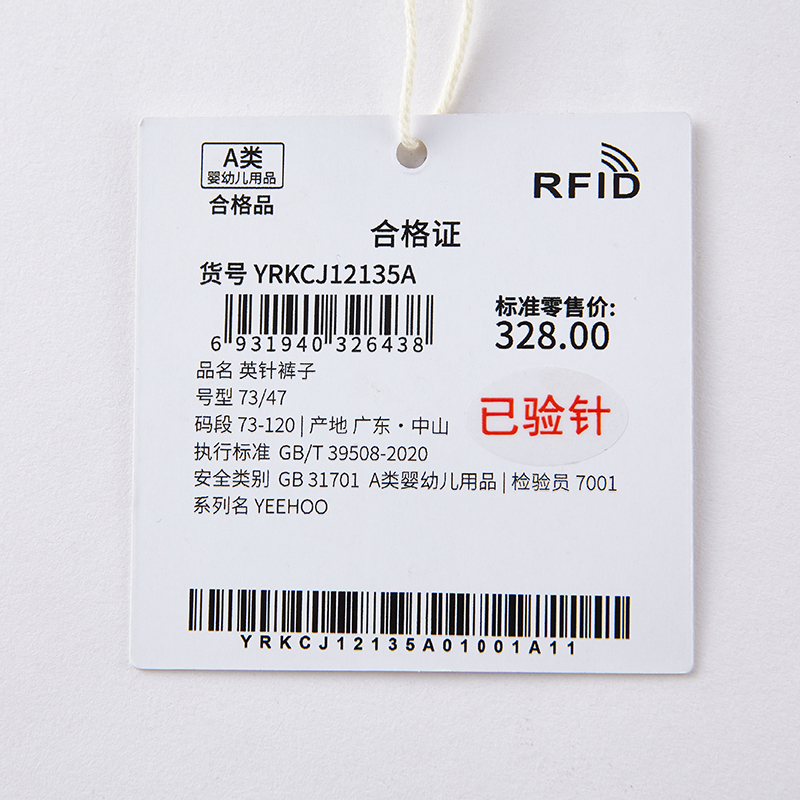 A类
婴幼儿用品
合格品
RFID
合格证
货号 YRKCJ12135A
6 931940 326438
标准零售价:
328.00
品名 英针裤子
号型 73/47
码段 73-120 | 产地 广东·中山
已验针
执行标准 GB/T 39508-2020
安全类别 GB 31701 A类婴幼儿用品 | 检验员 7001
系列名 YEEHOO
YRKCJ12135A01001A11